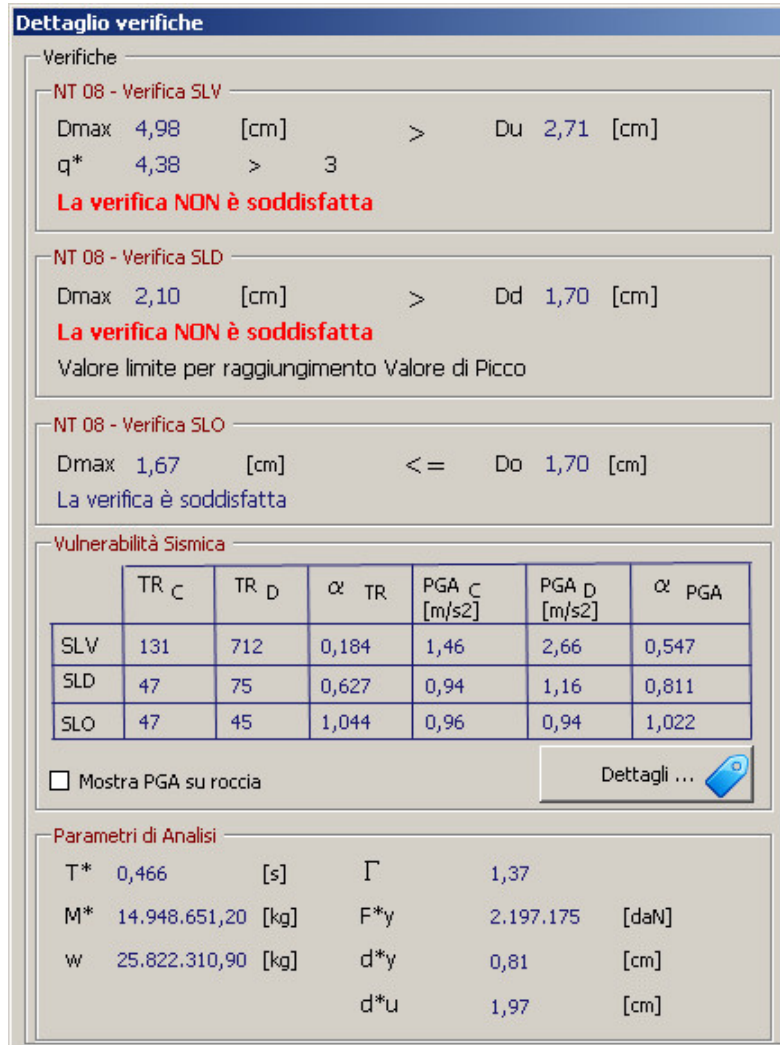 Dettaglio verifiche
Verifiche
NT 08 - Verifica SLV
Dmax 4,98 [cm] > Du 2,71 [cm]
q* 4,38 > 3
La verifica NON è soddisfatta
NT 08 - Verifica SLD
Dmax 2,10 [cm] > Dd 1,70 [cm]
La verifica NON è soddisfatta
Valore limite per raggiungimento Valore di Picco
NT 08 - Verifica SLO
Dmax 1,67 [cm] <= Do 1,70 [cm]
La verifica è soddisfatta
Vulnerabilità Sismica
TR C TR D α TR PGA C [m/s2] PGA D [m/s2] α PGA
SLV 131 712 0,184 1,46 2,66 0,547
SLD 47 75 0,627 0,94 1,16 0,811
SLO 47 45 1,044 0,96 0,94 1,022
Mostra PGA su roccia Dettagli ...
Parametri di Analisi
T* 0,466 [s] Γ 1,37
M* 14.948.651,20 [kg] F*y 2.197.175 [daN]
w 25.822.310,90 [kg] d*y 0,81 [cm]
d*u 1,97 [cm]